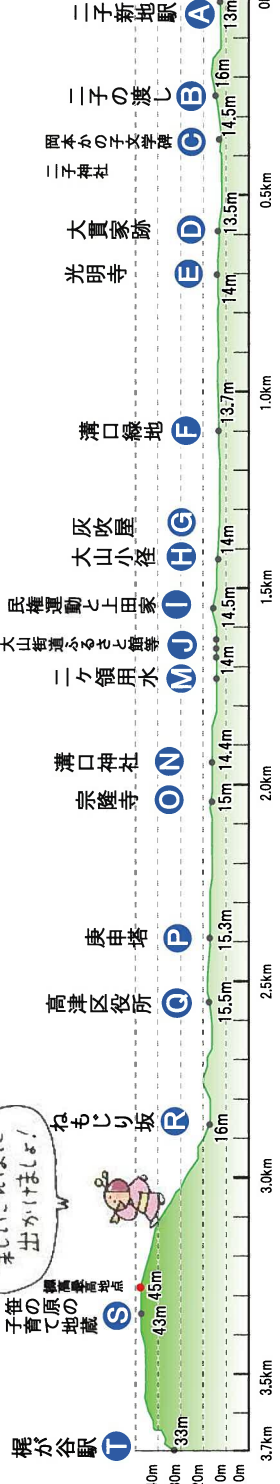 二子新地駅
A
13m
二子の渡し
B
16m
岡本かの子文学碑
二子神社
C
14.5m
0.5km
大貫家跡
D
13.5m
光明寺
E
14m
1.0km
溝口緑地
F
13.7m
灰吹屋
G
大山小径
H
14m
1.5km
民権運動と上田家
I
14.5m
大山街道ふるさと館等
J
14m
二ケ領用水
M
溝口神社
N
14.4m
2.0km
宗隆寺
O
15m
庚申塔
P
15.3m
2.5km
高津区役所
Q
15.5m
ねもじり坂
R
16m
3.0km
出かけましょ!
標高最高地点
45m
笹の原の
子育て地蔵
S
43m
3.5km
梶が谷駅
T
33m
3.7km